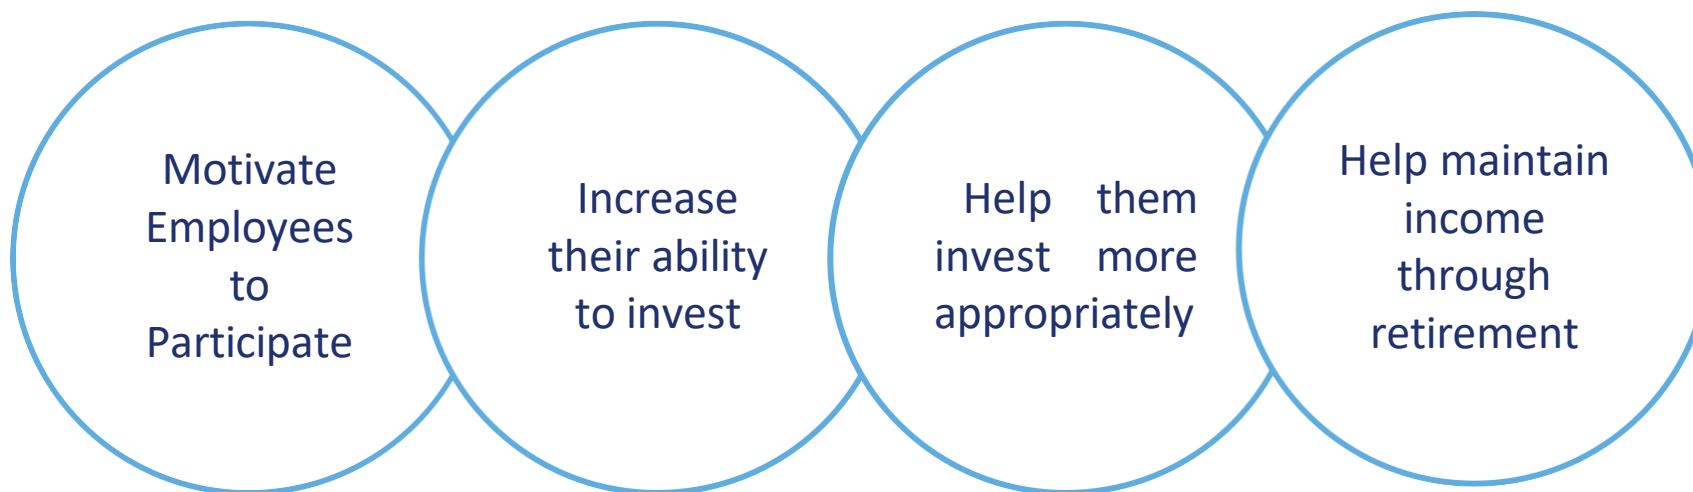 Motivate
Employees
to
Participate
Increase
their ability
to invest
Help them
invest more
appropriately
Help maintain
income
through
retirement